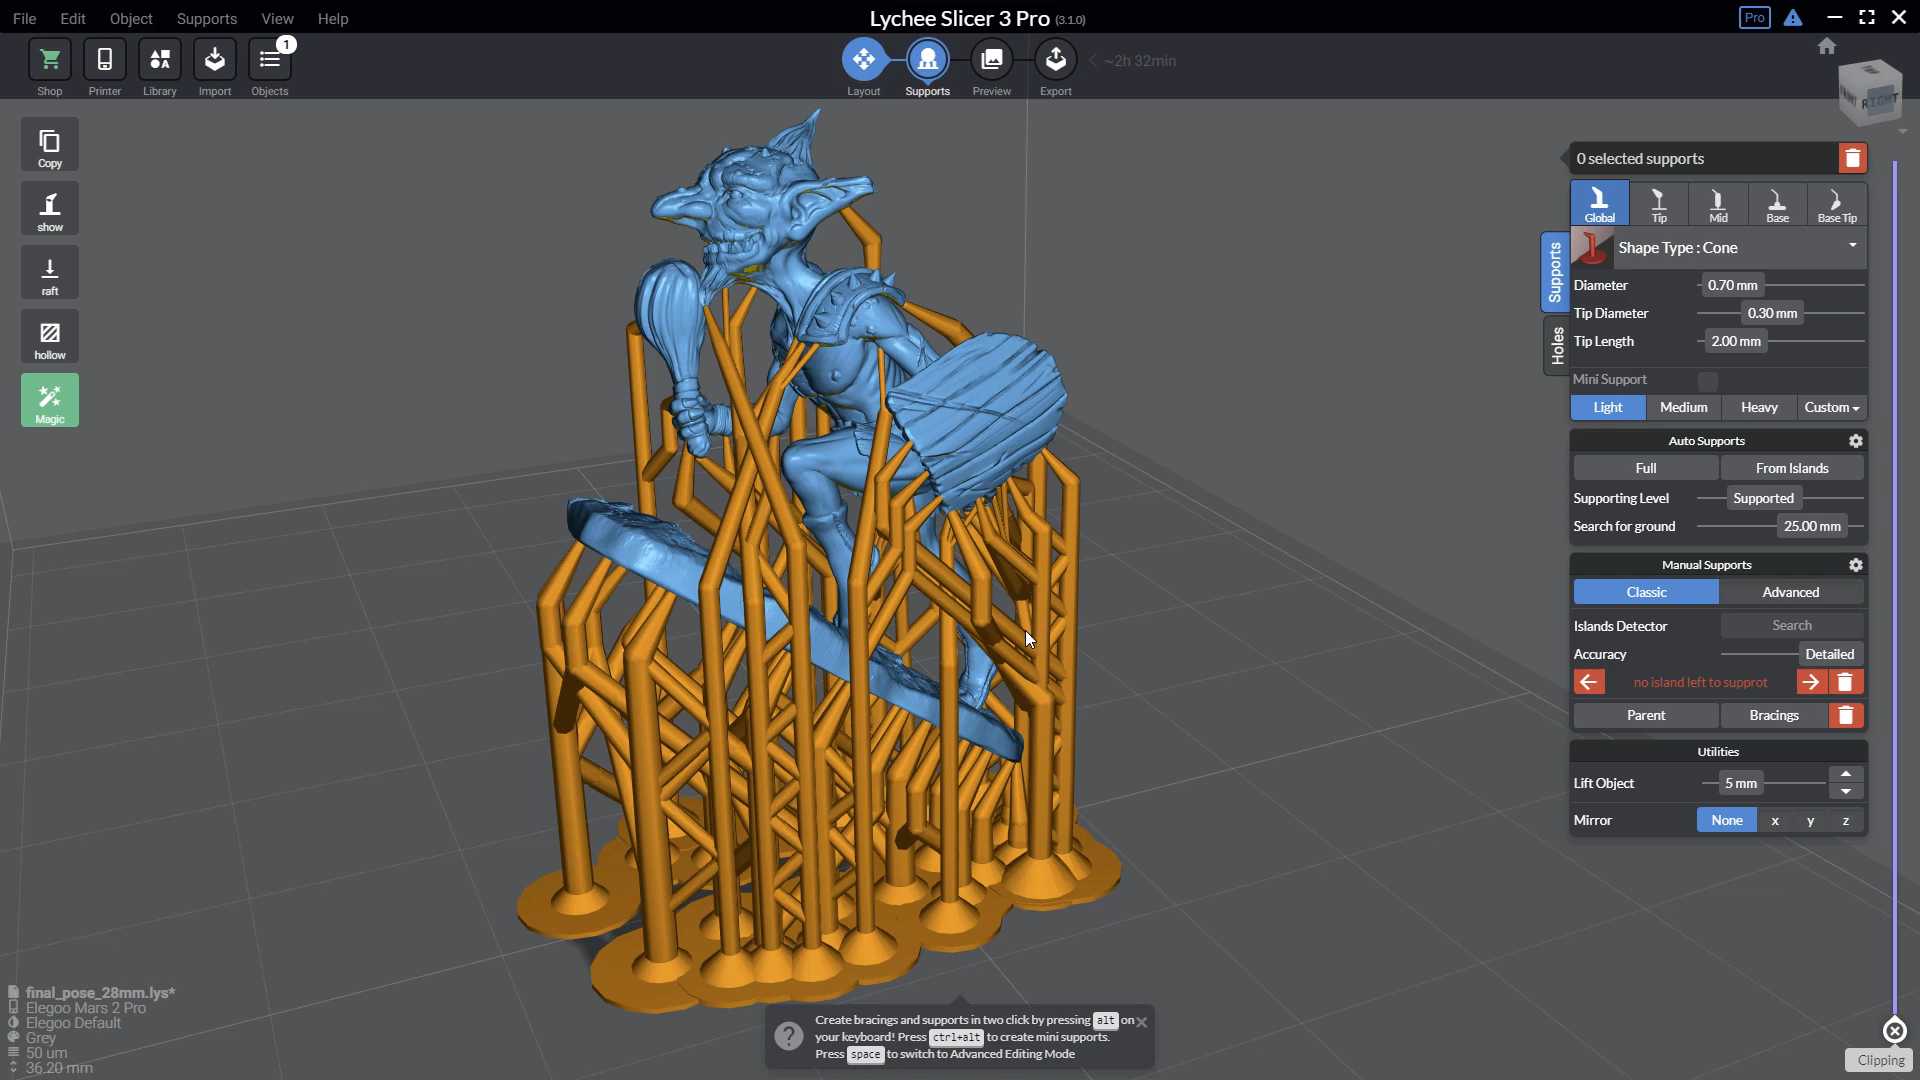 File Edit Object Supports View Help
Lychee Slicer 3 Pro (3.1.0)
Pro
Shop Printer Library Import 1 Objects
Layout Supports Preview Export
~2h 32min
RIGHT
Copy
show
raft
hollow
Magic
0 selected supports
Global Tip Mid Base Base Tip
Supports
Holes
Shape Type : Cone
Diameter 0.70 mm
Tip Diameter 0.30 mm
Tip Length 2.00 mm
Mini Support
Light Medium Heavy Custom
Auto Supports
Full From Islands
Supporting Level Supported
Search for ground 25.00 mm
Manual Supports
Classic Advanced
Islands Detector Search
Accuracy Detailed
no island left to supprot
Parent Bracings
Utilities
Lift Object 5 mm
Mirror None x y z
final_pose_28mm.lys*
Elegoo Mars 2 Pro
Elegoo Default
Grey
50 um
36.20 mm
Create bracings and supports in two click by pressing alt on
your keyboard! Press ctrl+alt to create mini supports.
Press space to switch to Advanced Editing Mode
Clipping